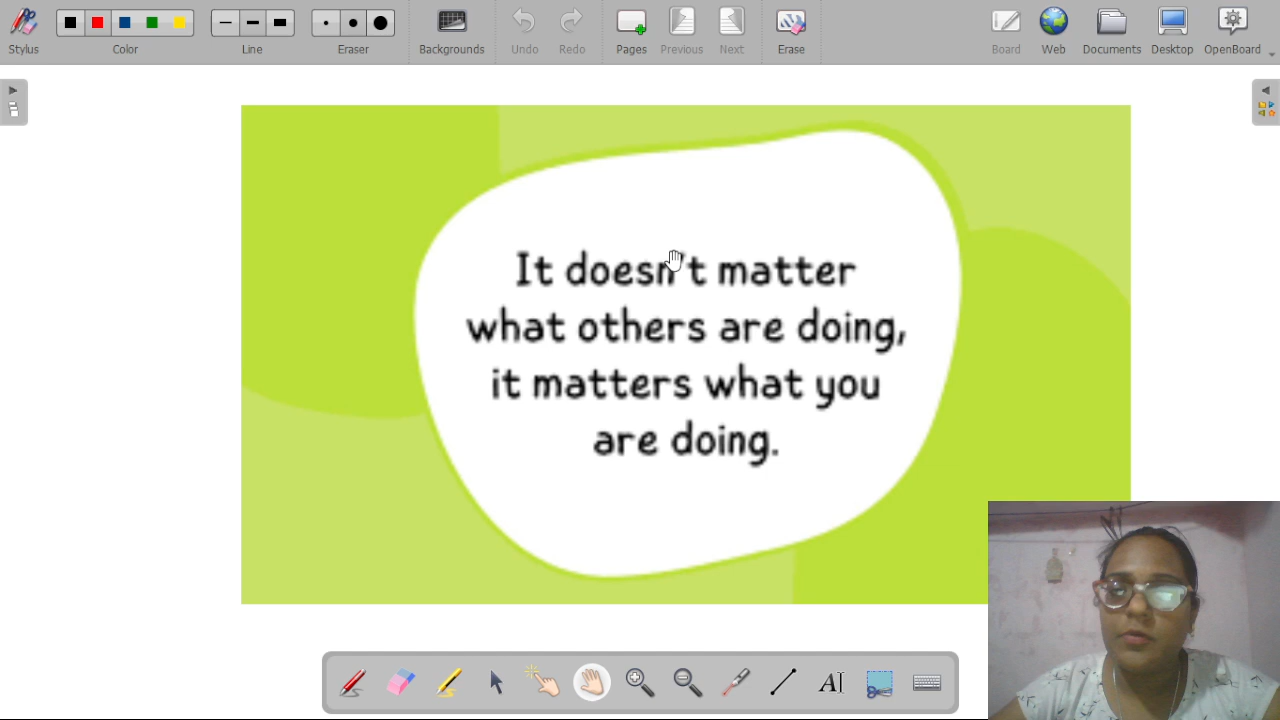 Stylus
Color
Line
Eraser
Backgrounds
Undo
Redo
Pages
Previous
Next
Erase
Board
Web
Documents
Desktop
OpenBoard
It doesn't matter
what others are doing,
it matters what you
are doing.
AI